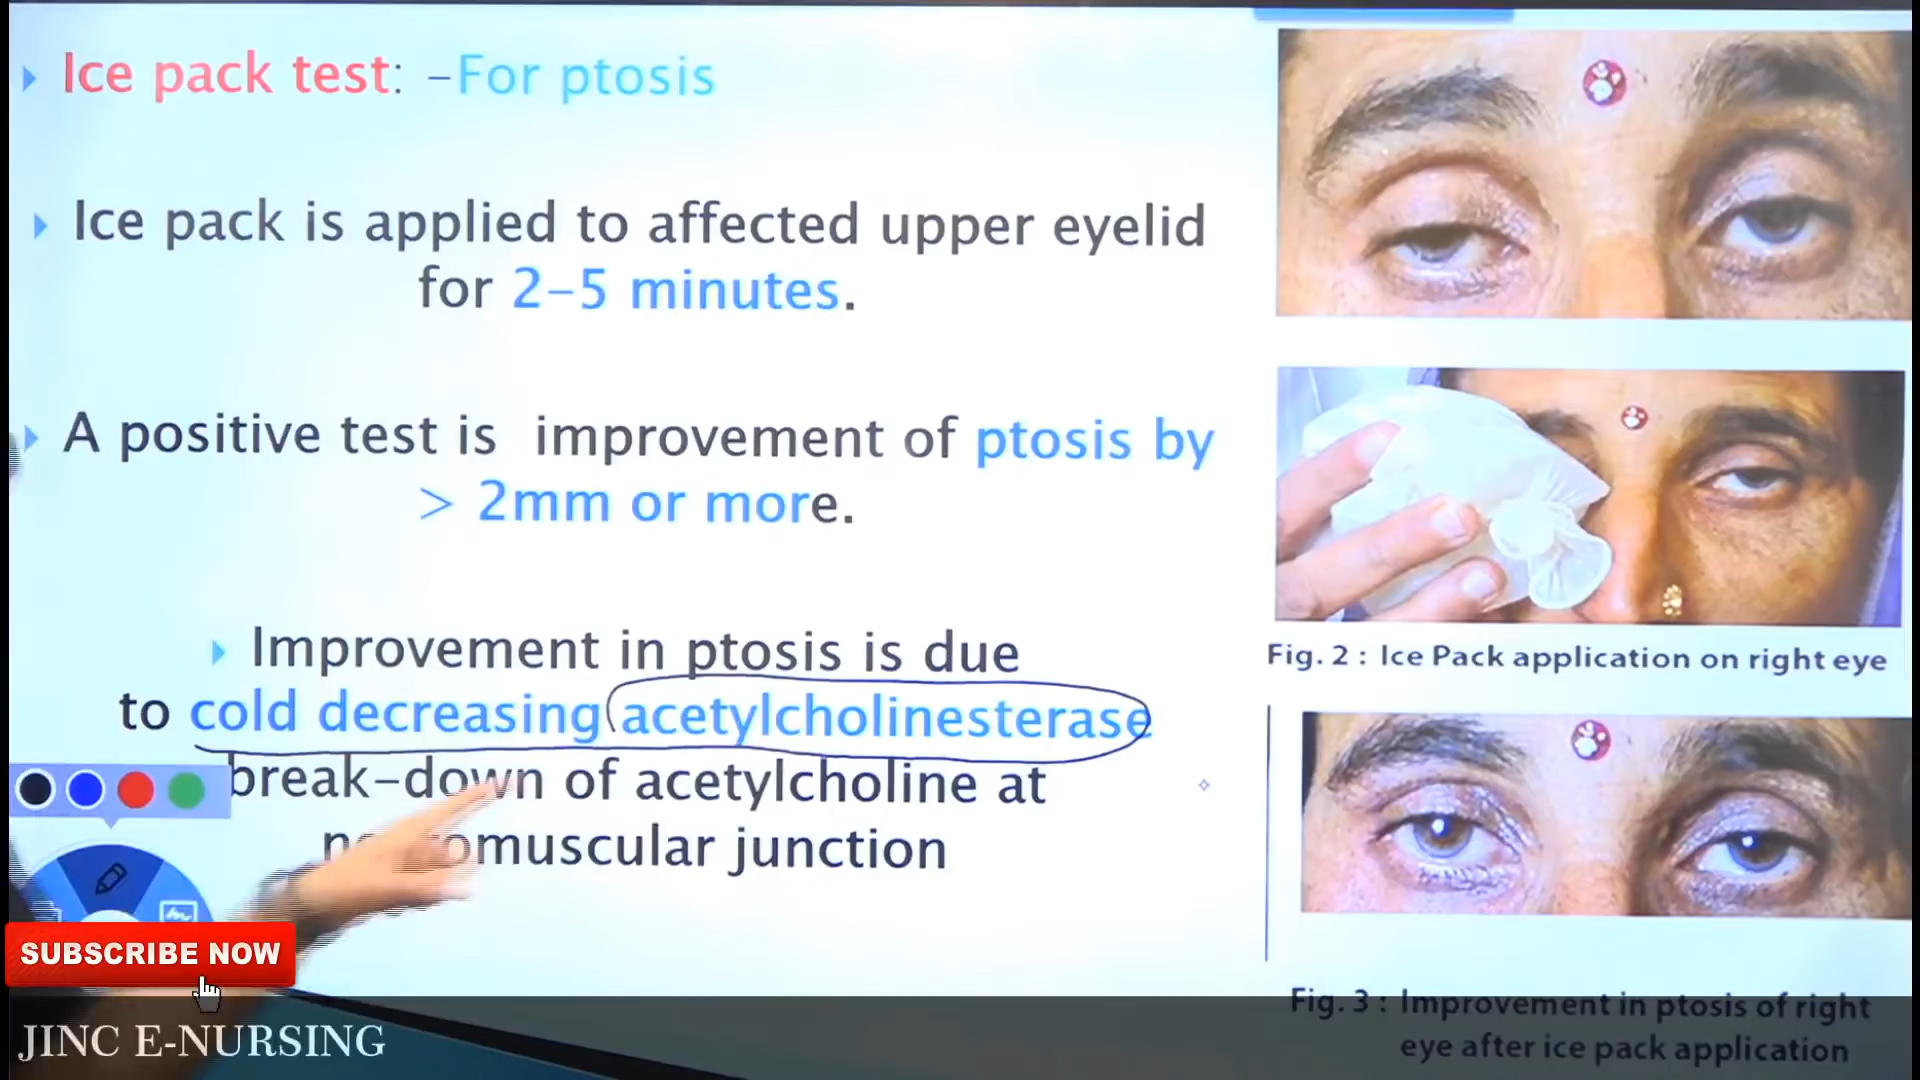 Ice pack test: -For ptosis
Ice pack is applied to affected upper eyelid
for 2-5 minutes.
A positive test is improvement of ptosis by
> 2mm or more.
Improvement in ptosis is due
to cold decreasing acetylcholinesterase
break-down of acetylcholine at
muscular junction
Fig. 2 : Ice Pack application on right eye
Fig. 3 : Improvement in ptosis of right
eye after ice pack application
SUBSCRIBE NOW
JINC E-NURSING